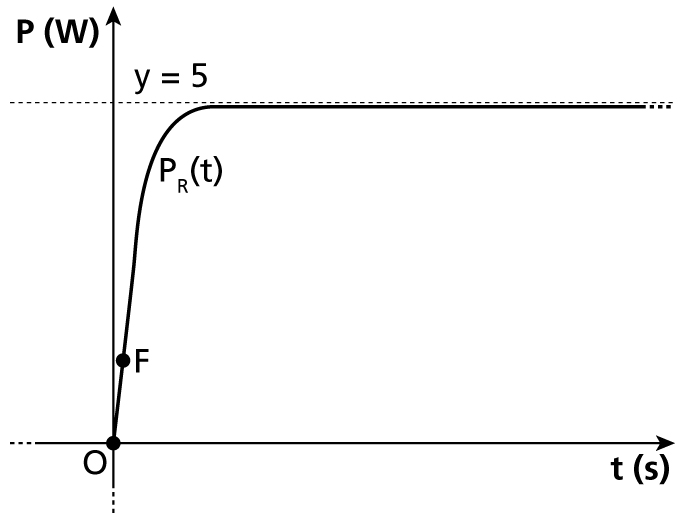 P (W)
y = 5
P_R(t)
F
O
t (s)